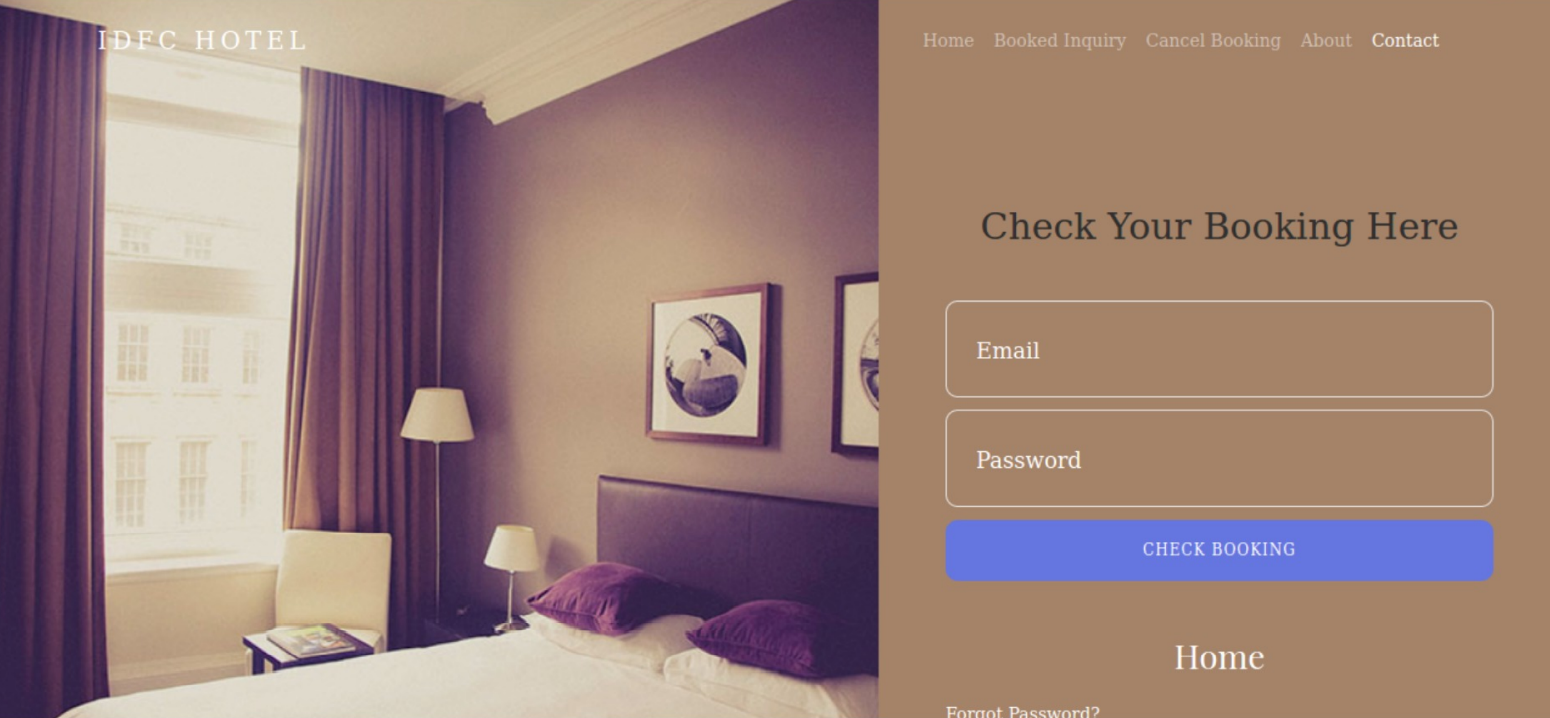 IDFC HOTEL
Home Booked Inquiry Cancel Booking About Contact
Check Your Booking Here
Email
Password
CHECK BOOKING
Home
Forgot Password?